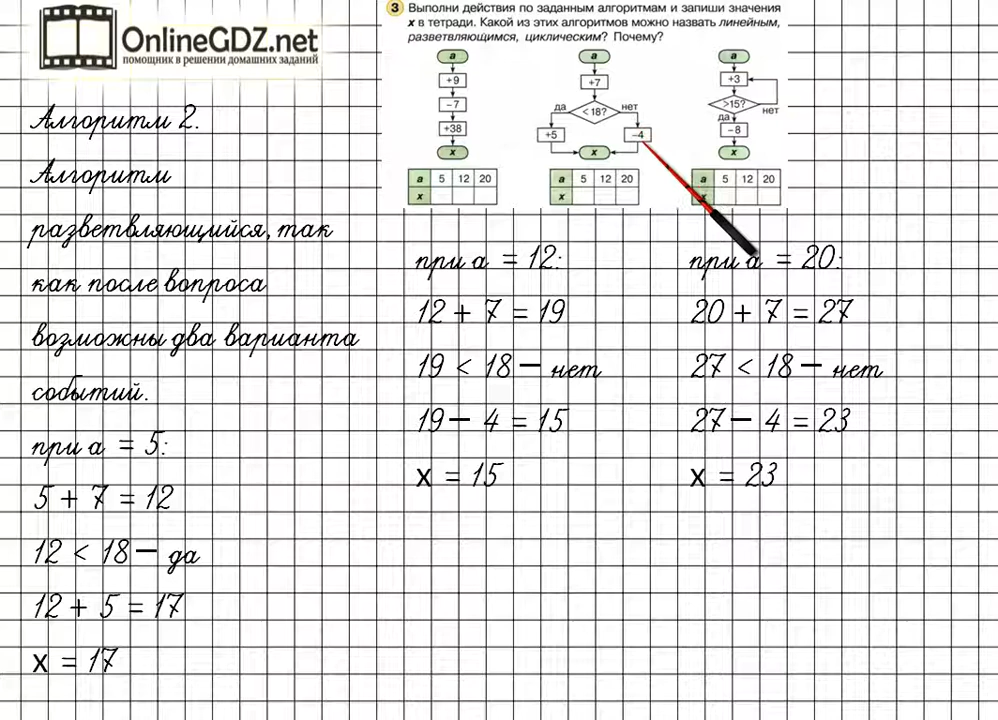 OnlineGDZ.net
помощник в решении домашних заданий
3 Выполни действия по заданным алгоритмам и запиши значения
x в тетради. Какой из этих алгоритмов можно назвать линейным,
разветвляющимся, циклическим? Почему?
a
+9
−7
+38
x
a 5 12 20
x
a
+7
< 18?
да
нет
+5
−4
x
a 5 12 20
x
a
+3
>15?
да
нет
−8
x
a 5 12 20
x
Алгоритм 2.
Алгоритм
разветвляющийся, так
как после вопроса
возможны два варианта
событий.
при а = 5:
5 + 7 = 12
12 < 18 − да
12 + 5 = 17
х = 17
при а = 12:
12 + 7 = 19
19 < 18 − нет
19 − 4 = 15
х = 15
при а = 20:
20 + 7 = 27
27 < 18 − нет
27 − 4 = 23
х = 23